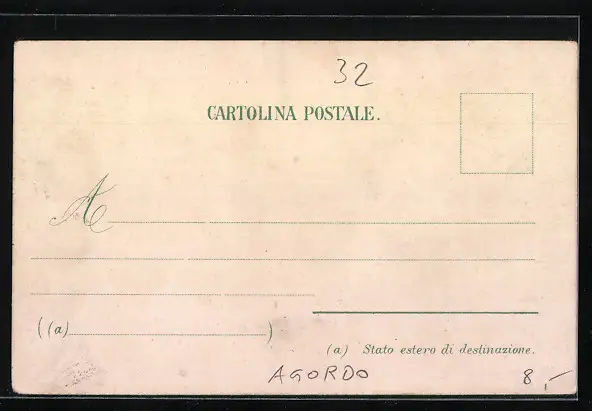 32
CARTOLINA POSTALE.
A
((a) )
(a) Stato estero di destinazione.
AGORDO 8,-